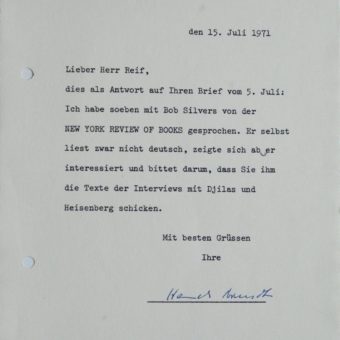 den 15. Juli 1971
Lieber Herr Reif,
dies als Antwort auf Ihren Brief vom 5. Juli:
Ich habe soeben mit Bob Silvers von der
NEW YORK REVIEW OF BOOKS gesprochen. Er selbst
liest zwar nicht deutsch, zeigte sich aber
interessiert und bittet darum, dass Sie ihm
die Texte der Interviews mit Djilas und
Heisenberg schicken.
Mit besten Grüssen
Ihre